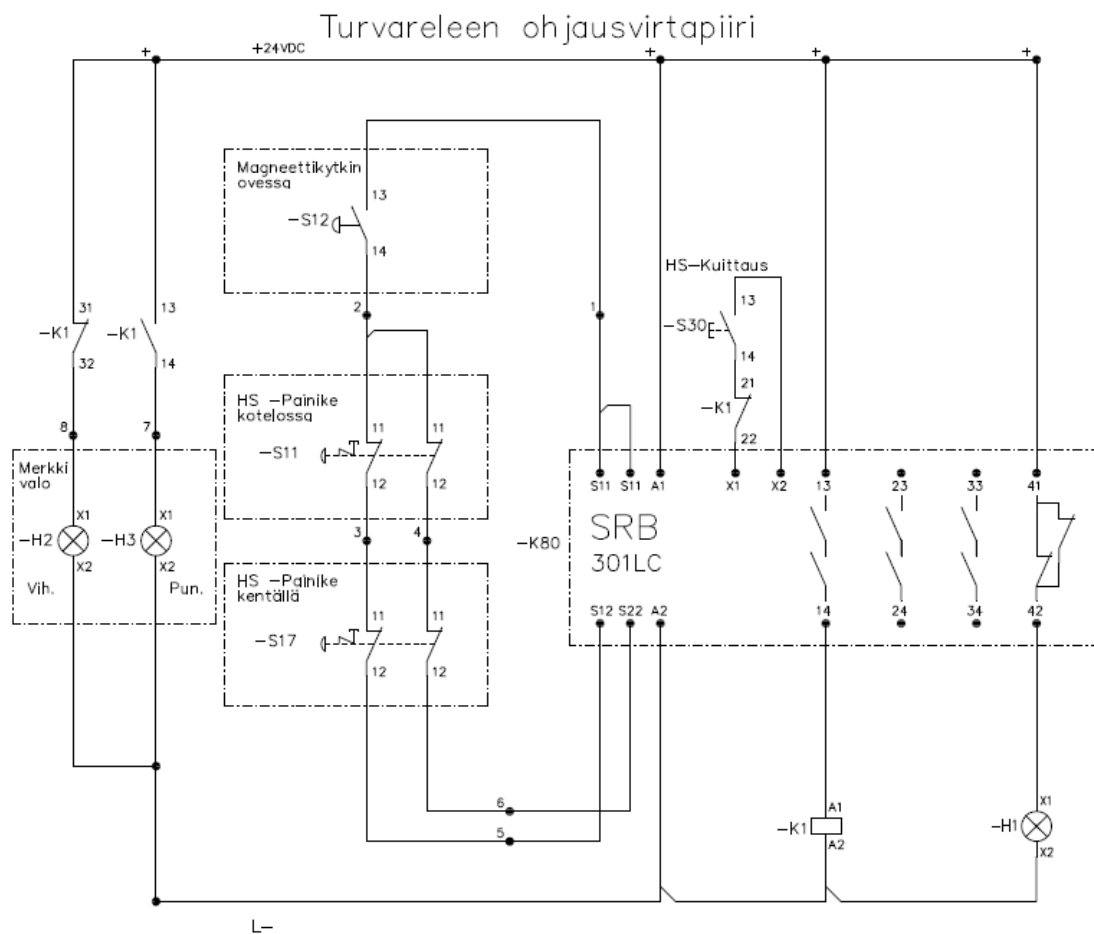 Turvareleen ohjausvirtapiiri
+ +24VDC + + +
Magneettikytkin
ovessa
13
-S12
14
HS-Kuittaus
31 13 2 1 13
-K1 -K1 -S30
32 14 14
HS -Painike
kotelossa
21
-K1
22
11 11
-S11
12 12
8 7
Merkki
valo
S11 S11 A1 X1 X2 13 23 33 41
X1 X1
-H2 -H3
X2 X2
Vih. Pun.
3 4
SRB
-K80
301LC
HS -Painike
kentällä
11 11
-S17
12 12
S12 S22 A2 14 24 34 42
6
5
A1 X1
-K1 -H1
A2 X2
L-